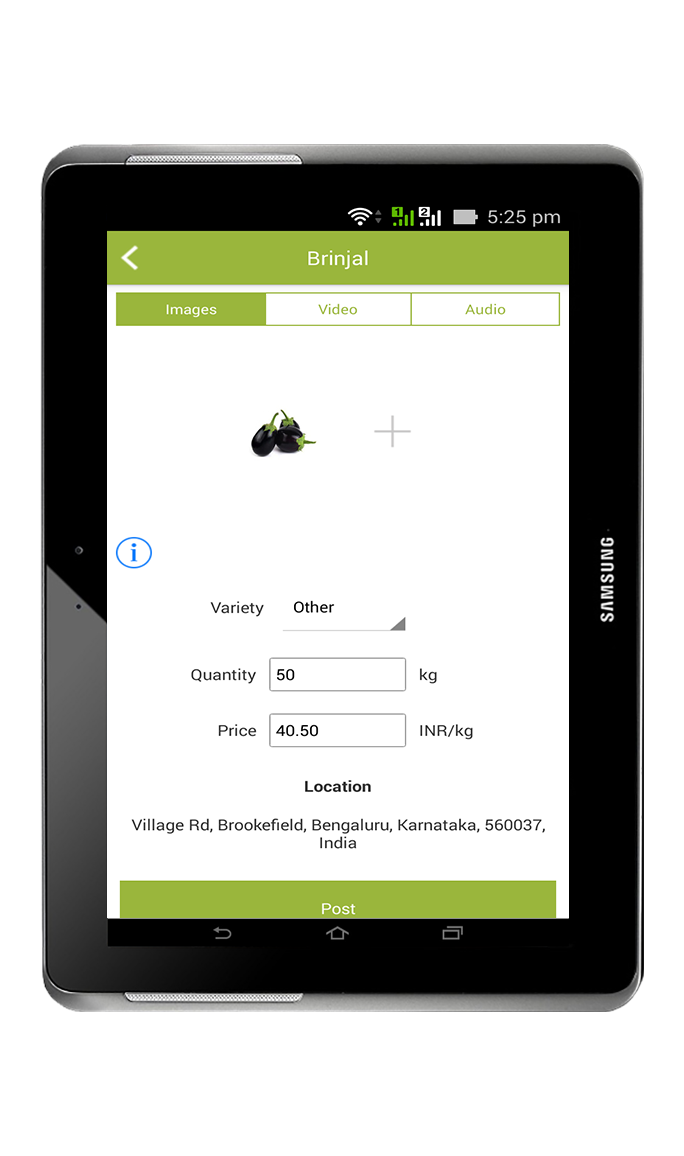 1 2 5:25 pm
Brinjal
Images Video Audio
i
Variety Other
Quantity 50 kg
Price 40.50 INR/kg
Location
Village Rd, Brookefield, Bengaluru, Karnataka, 560037,
India
Post
SAMSUNG